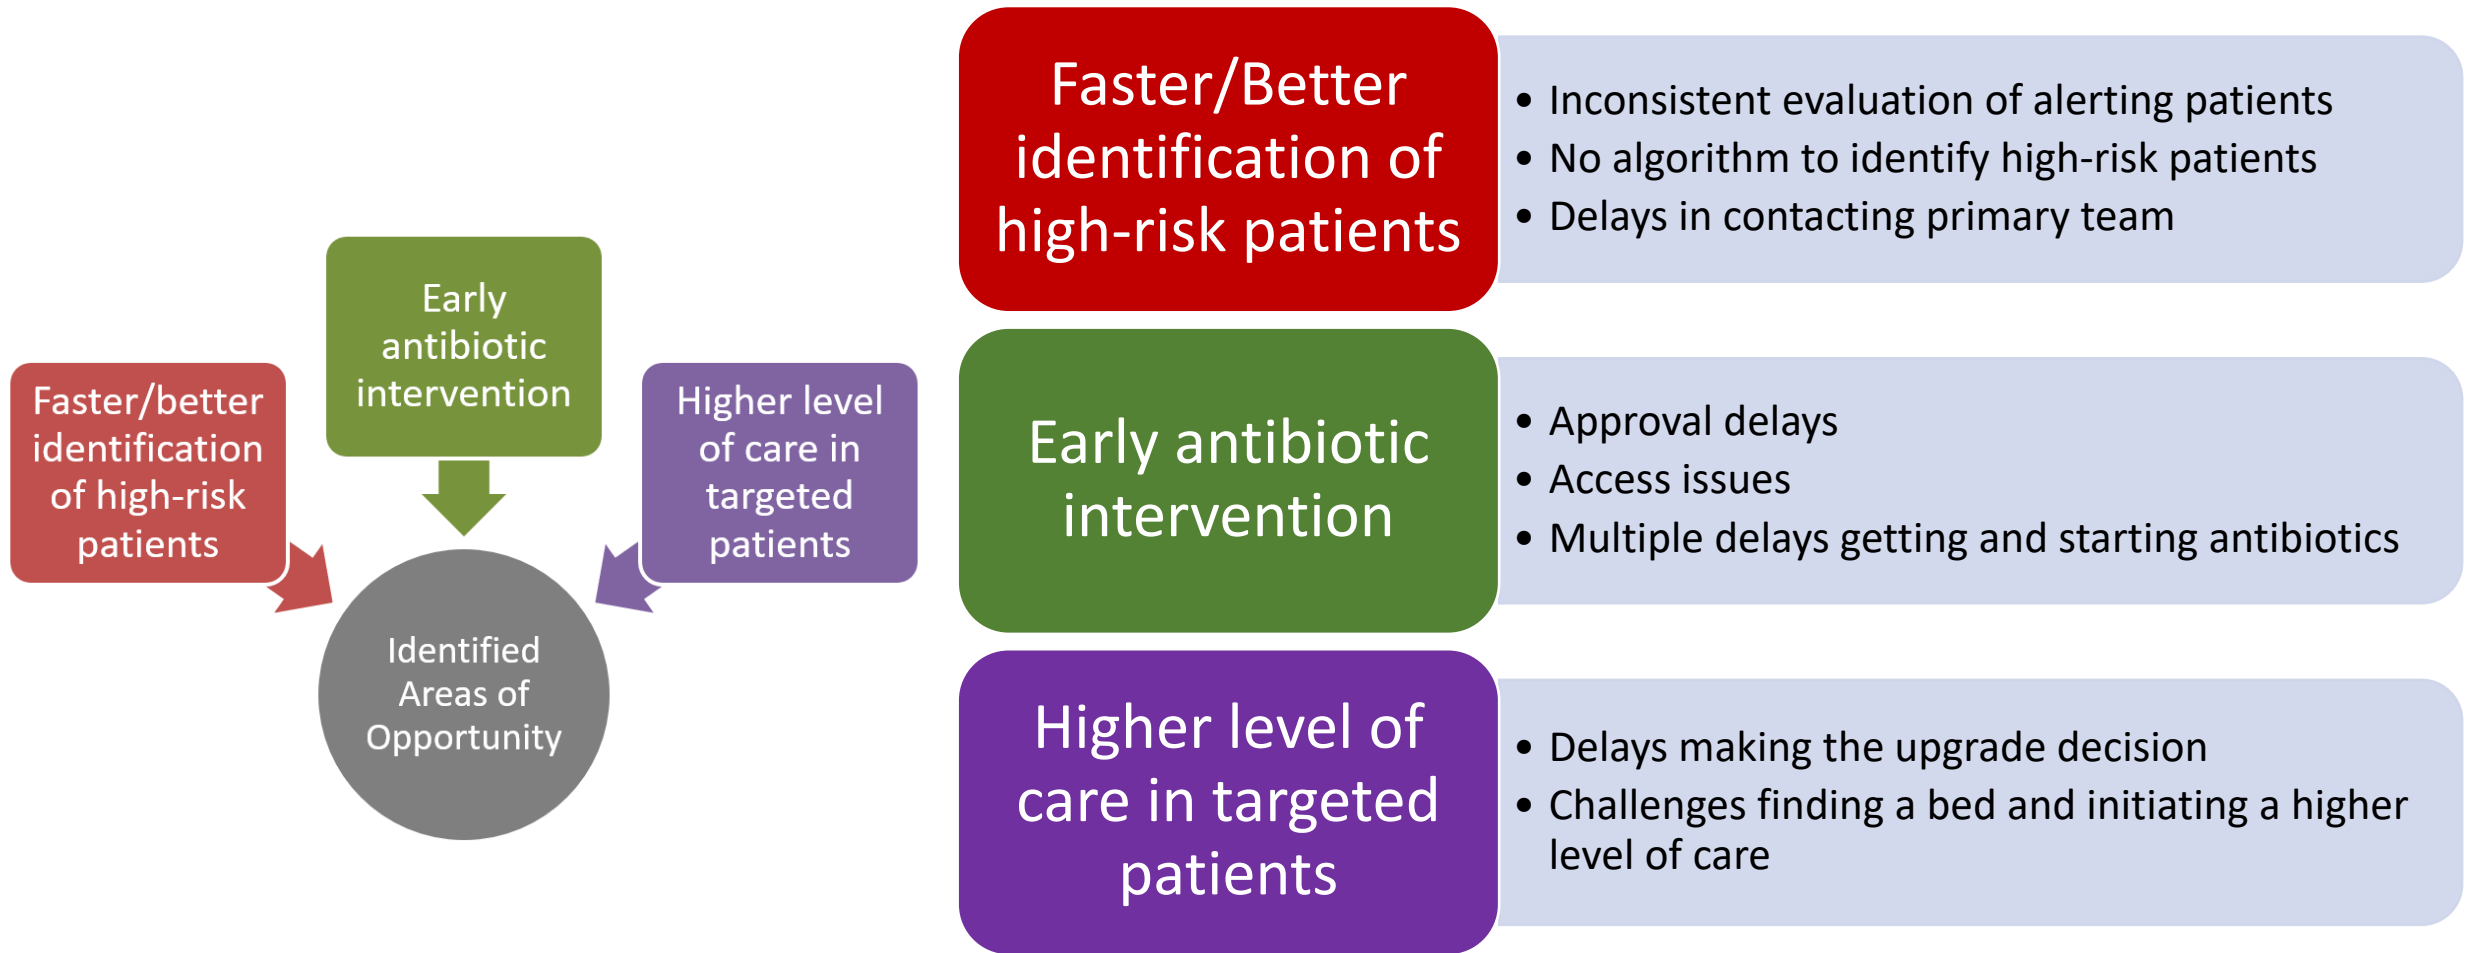 Faster/better
identification
of high-risk
patients
Early
antibiotic
intervention
Higher level
of care in
targeted
patients
Identified
Areas of
Opportunity
Faster/Better
identification of
high-risk patients
• Inconsistent evaluation of alerting patients
• No algorithm to identify high-risk patients
• Delays in contacting primary team
Early antibiotic
intervention
• Approval delays
• Access issues
• Multiple delays getting and starting antibiotics
Higher level of
care in targeted
patients
• Delays making the upgrade decision
• Challenges finding a bed and initiating a higher
level of care